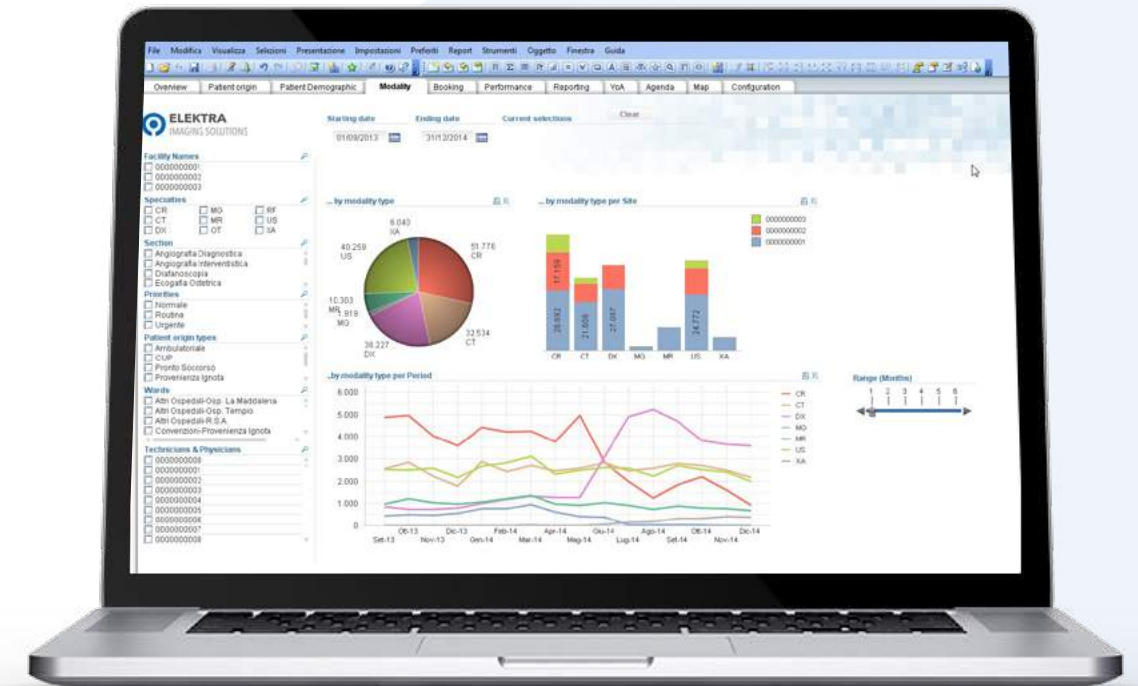 File Modifica Visualizza Selezioni Presentazione Impostazioni Preferiti Report Strumenti Oggetto Finestra Guida
Overview Patient origin Patient Demographic Modality Booking Performance Reporting YoA Agenda Map Configuration
ELEKTRA
IMAGING SOLUTIONS
Starting date Ending date Current selections Clear
01/09/2013 31/12/2014
Facility Names
0000000001
0000000002
0000000003
Specialties
CR MG RF
CT MR US
DX OT XA
Section
Angiografia Diagnostica
Angiografia Interventistica
Diafanoscopia
Ecogafia Ostetrica
Priorities
Normale
Routine
Urgente
Patient origin types
Ambulatoriale
CUP
Pronto Soccorso
Provenienza Ignota
Wards
Altri Ospedali-Osp. La Maddalena
Altri Ospedali-Osp. Tempio
Altri Ospedali-R.S.A.
Convenzioni-Provenienza Ignota
Technicians & Physicians
0000000000
0000000001
0000000002
0000000003
0000000004
0000000005
0000000006
0000000007
0000000008
... by modality type
6.040
XA
40.259
US
51.776
CR
10.303
MR
1.919
MG
32.534
CT
38.227
DX
... by modality type per Site
0000000003
0000000002
0000000001
17.159
21.606
27.047
24.772
CR CT DX MG MR US XA
..by modality type per Period
6.000
5.000
4.000
3.000
2.000
1.000
0
Set-13 Ott-13 Nov-13 Dic-13 Gen-14 Feb-14 Mar-14 Apr-14 Mag-14 Giu-14 Lug-14 Ago-14 Set-14 Ott-14 Nov-14 Dic-14
CR
CT
DX
MG
MR
US
XA
Range (Months)
1 2 3 4 5 6